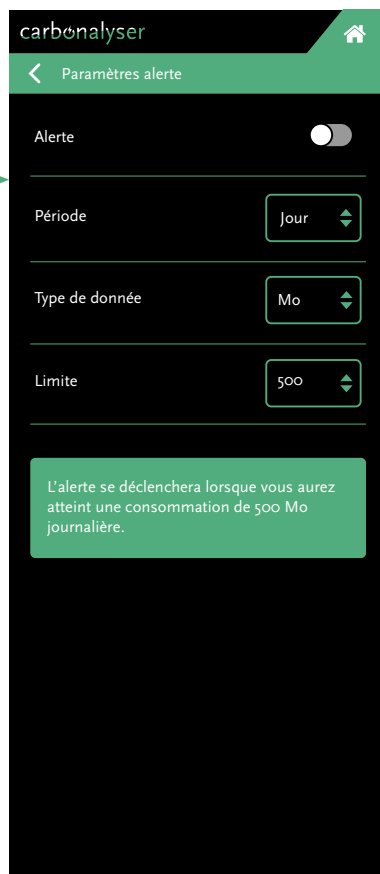 carbonalyser
Paramètres alerte
Alerte
Période
Jour
Type de donnée
Mo
Limite
500
L'alerte se déclenchera lorsque vous aurez
atteint une consommation de 500 Mo
journalière.